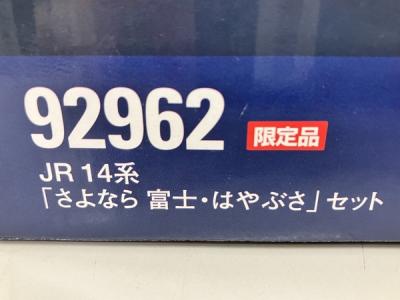 92962 限定品
JR 14系
「さよなら 富士・はやぶさ」セット